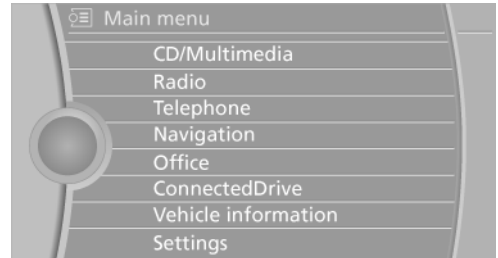 Main menu
CD/Multimedia
Radio
Telephone
Navigation
Office
ConnectedDrive
Vehicle information
Settings